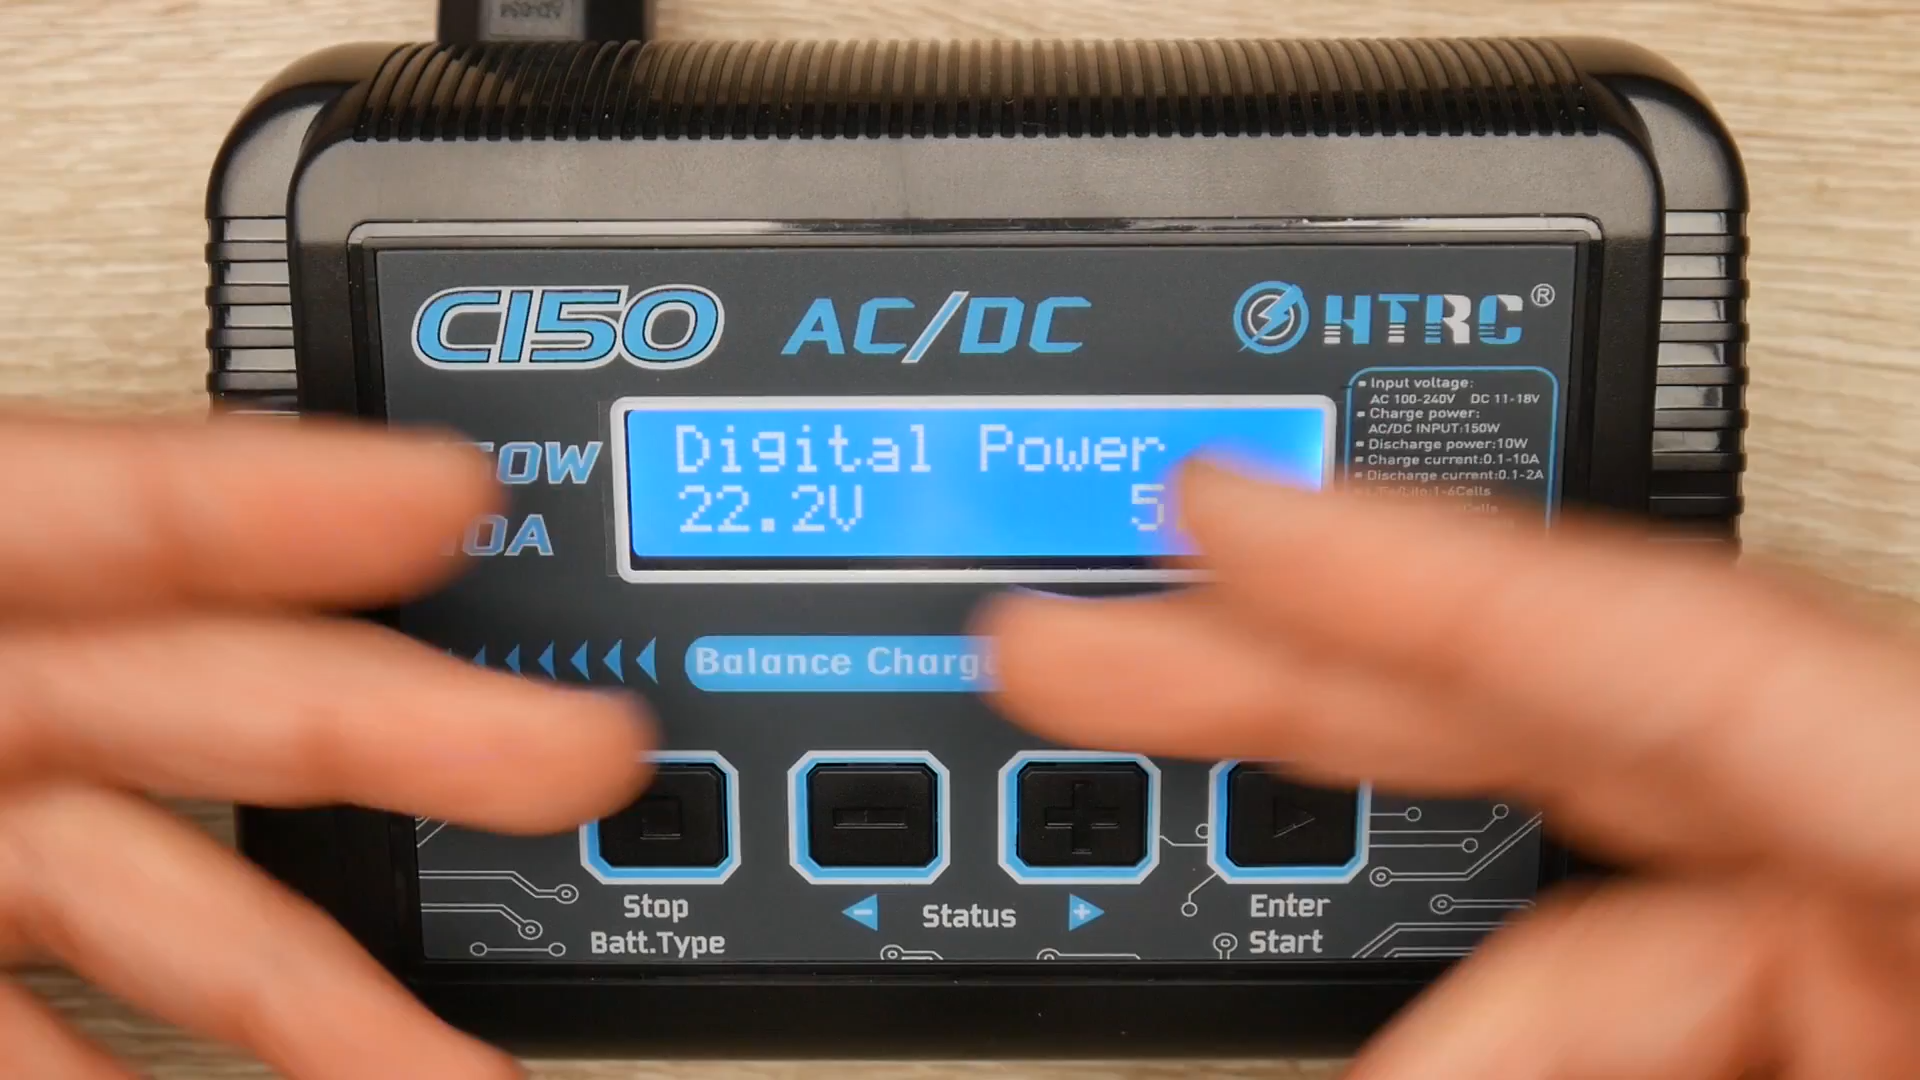 C150 AC/DC HTRC®
Input voltage:
AC 100-240V DC 11-18V
Charge power:
AC/DC INPUT:150W
Discharge power:10W
Charge current:0.1-10A
Discharge current:0.1-2A
Digital Power
22.2V
Balance
Stop
Batt.Type
- Status +
Enter
Start